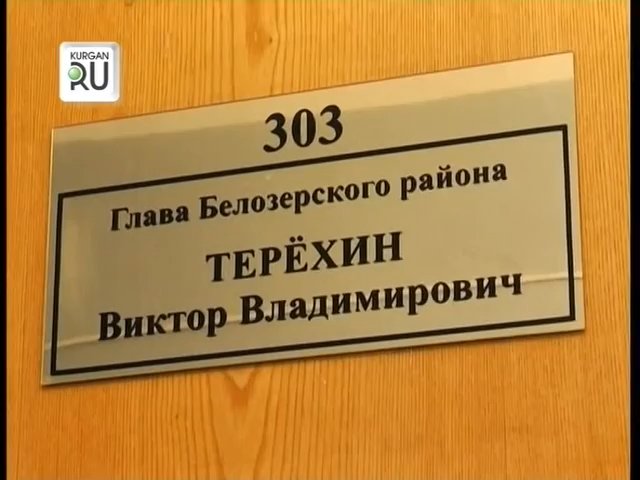 KURGAN
RU
303
Глава Белозерского района
ТЕРЁХИН
Виктор Владимирович